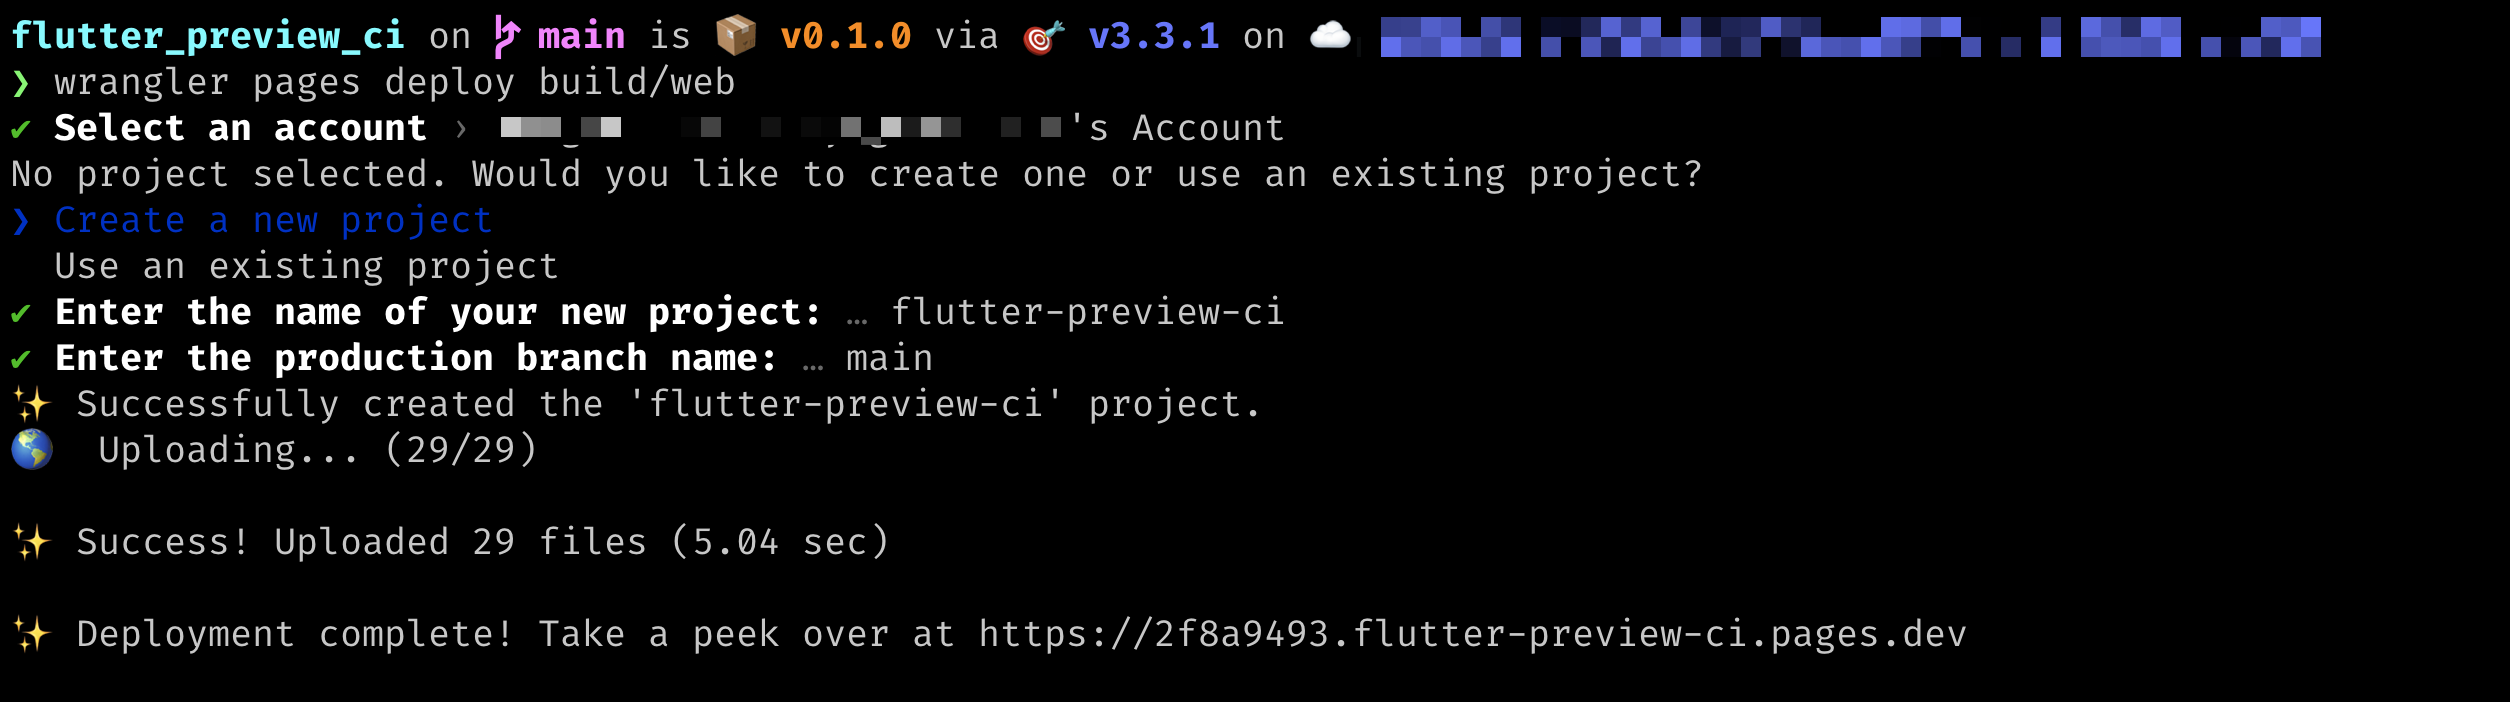 flutter_preview_ci on main is 📦 v0.1.0 via 🎯 v3.3.1 on ☁️
❯ wrangler pages deploy build/web
✔ Select an account › 's Account
No project selected. Would you like to create one or use an existing project?
❯ Create a new project
Use an existing project
✔ Enter the name of your new project: … flutter-preview-ci
✔ Enter the production branch name: … main
✨ Successfully created the 'flutter-preview-ci' project.
🌎 Uploading... (29/29)
✨ Success! Uploaded 29 files (5.04 sec)
✨ Deployment complete! Take a peek over at https://2f8a9493.flutter-preview-ci.pages.dev